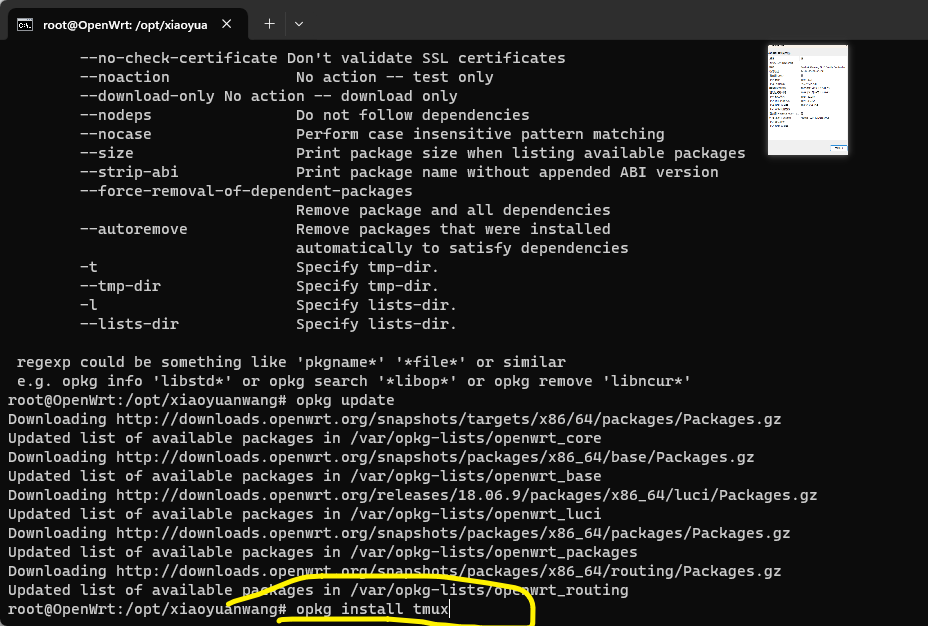 root@OpenWrt: /opt/xiaoyua
--no-check-certificate Don't validate SSL certificates
--noaction No action -- test only
--download-only No action -- download only
--nodeps Do not follow dependencies
--nocase Perform case insensitive pattern matching
--size Print package size when listing available packages
--strip-abi Print package name without appended ABI version
--force-removal-of-dependent-packages
Remove package and all dependencies
--autoremove Remove packages that were installed
automatically to satisfy dependencies
-t Specify tmp-dir.
--tmp-dir Specify tmp-dir.
-l Specify lists-dir.
--lists-dir Specify lists-dir.
regexp could be something like 'pkgname*' '*file*' or similar
e.g. opkg info 'libstd*' or opkg search '*libop*' or opkg remove 'libncur*'
root@OpenWrt:/opt/xiaoyuanwang# opkg update
Downloading http://downloads.openwrt.org/snapshots/targets/x86/64/packages/Packages.gz
Updated list of available packages in /var/opkg-lists/openwrt_core
Downloading http://downloads.openwrt.org/snapshots/packages/x86_64/base/Packages.gz
Updated list of available packages in /var/opkg-lists/openwrt_base
Downloading http://downloads.openwrt.org/releases/18.06.9/packages/x86_64/luci/Packages.gz
Updated list of available packages in /var/opkg-lists/openwrt_luci
Downloading http://downloads.openwrt.org/snapshots/packages/x86_64/packages/Packages.gz
Updated list of available packages in /var/opkg-lists/openwrt_packages
Downloading http://downloads.openwrt.org/snapshots/packages/x86_64/routing/Packages.gz
Updated list of available packages in /var/opkg-lists/openwrt_routing
root@OpenWrt:/opt/xiaoyuanwang# opkg install tmux